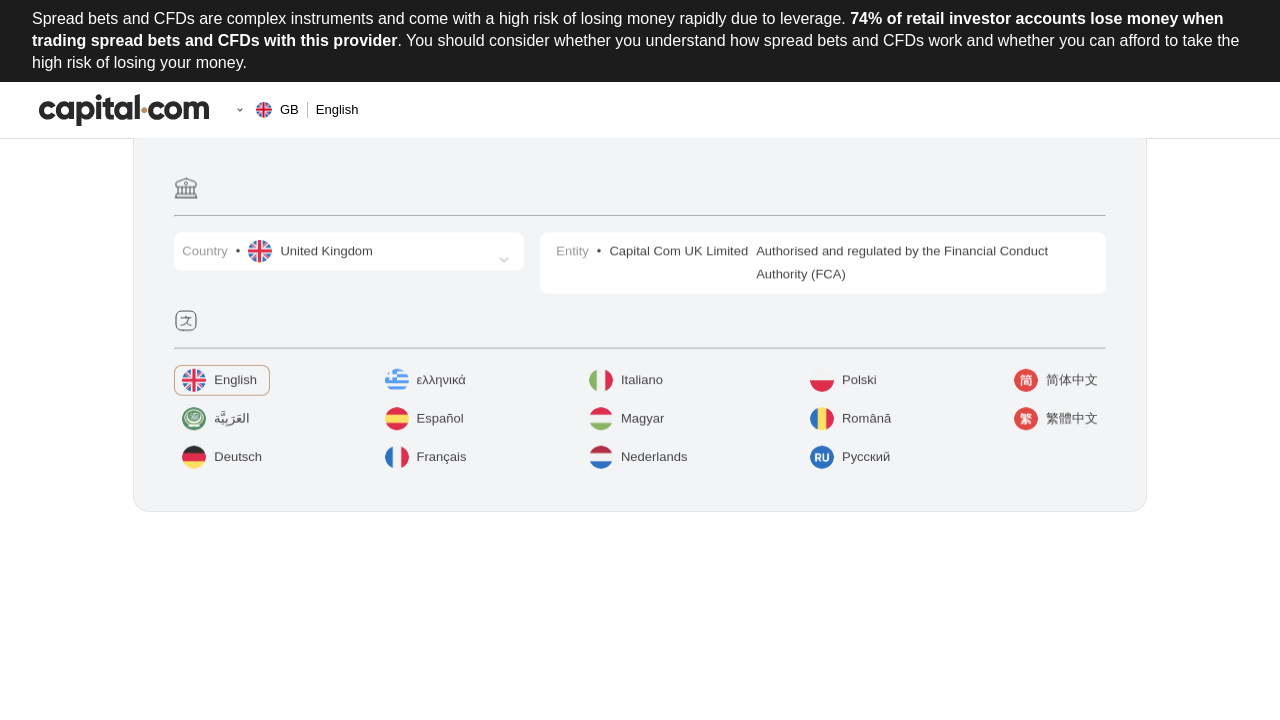 Spread bets and CFDs are complex instruments and come with a high risk of losing money rapidly due to leverage. 74% of retail investor accounts lose money when
trading spread bets and CFDs with this provider. You should consider whether you understand how spread bets and CFDs work and whether you can afford to take the
high risk of losing your money.
capital.com GB English
Country • United Kingdom Entity • Capital Com UK Limited Authorised and regulated by the Financial Conduct
Authority (FCA)
文
English ελληνικά Italiano Polski 简 简体中文
العَرَبِيَّة Español Magyar Română 繁 繁體中文
Deutsch Français Nederlands RU Русский